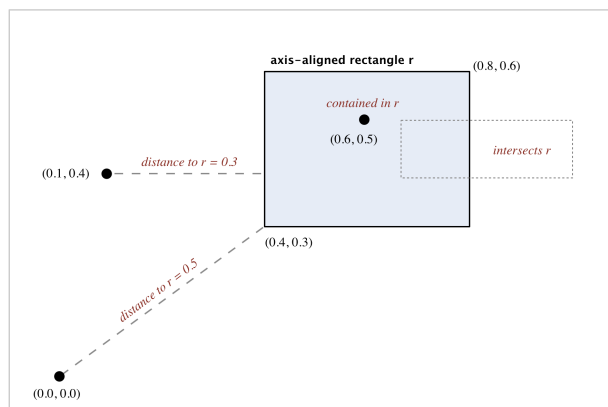 axis-aligned rectangle r
(0.8, 0.6)
contained in r
(0.6, 0.5)
intersects r
distance to r = 0.3
(0.1, 0.4)
(0.4, 0.3)
distance to r = 0.5
(0.0, 0.0)